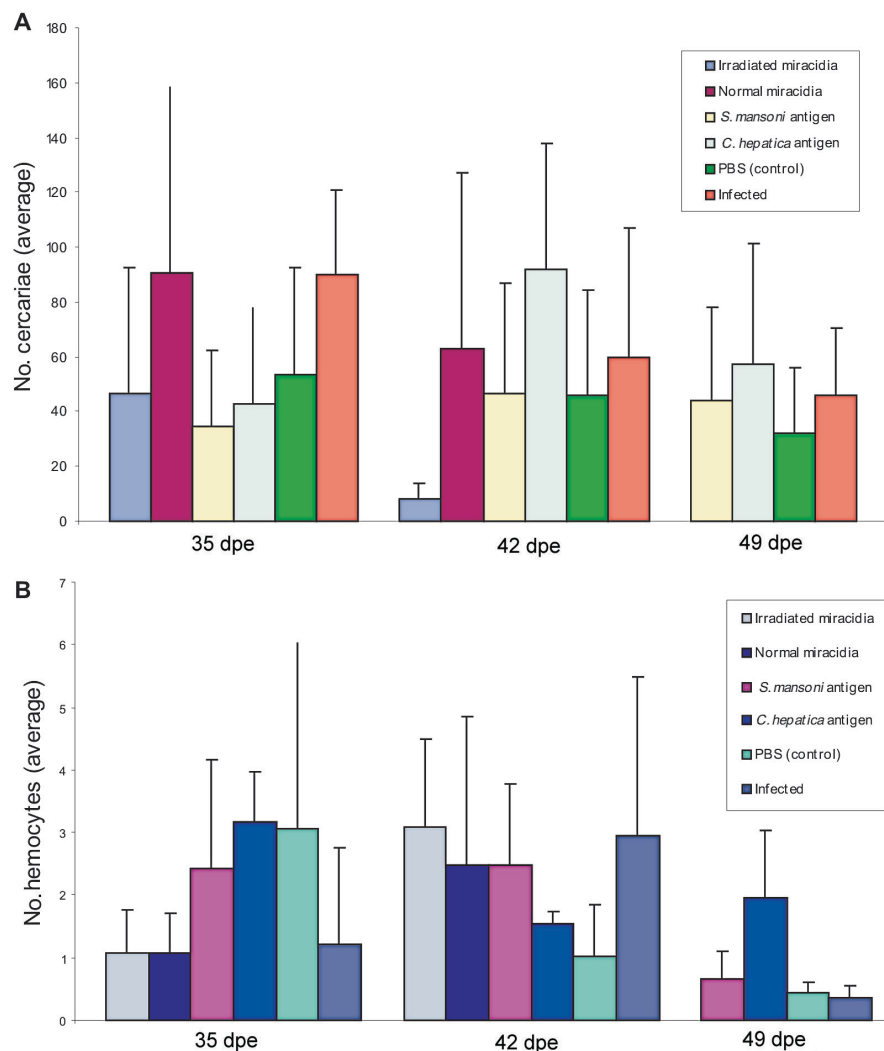 A
No. cercariae (average)
180
160
140
120
100
80
60
40
20
0
Irradiated miracidia
Normal miracidia
S. mansoni antigen
C. hepatica antigen
PBS (control)
Infected
35 dpe
42 dpe
49 dpe
B
No. hemocytes (average)
7
6
5
4
3
2
1
0
Irradiated miracidia
Normal miracidia
S. mansoni antigen
C. hepatica antigen
PBS (control)
Infected
35 dpe
42 dpe
49 dpe